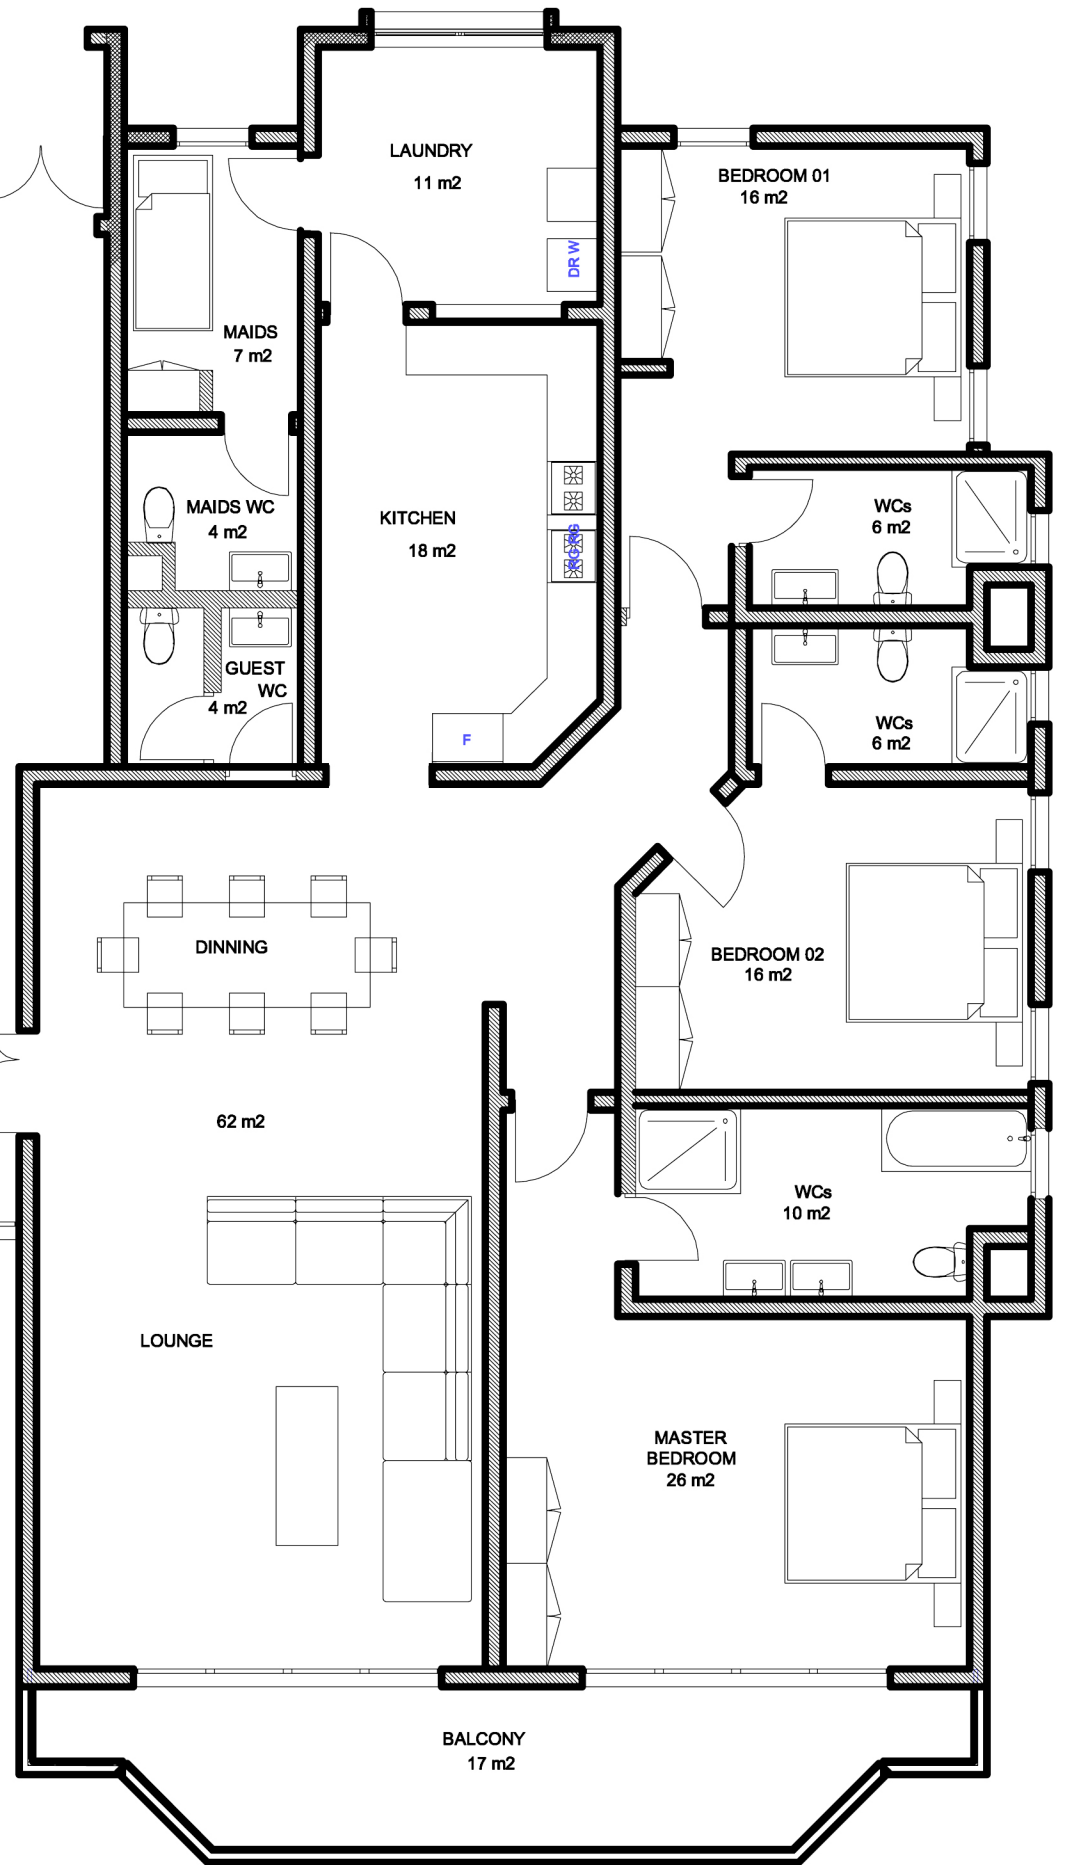 LAUNDRY
11 m2
BEDROOM 01
16 m2
DR W
MAIDS
7 m2
MAIDS WC
4 m2
KITCHEN
18 m2
RG RG
WCs
6 m2
GUEST
WC
4 m2
F
WCs
6 m2
DINNING
BEDROOM 02
16 m2
62 m2
WCs
10 m2
LOUNGE
MASTER
BEDROOM
26 m2
BALCONY
17 m2